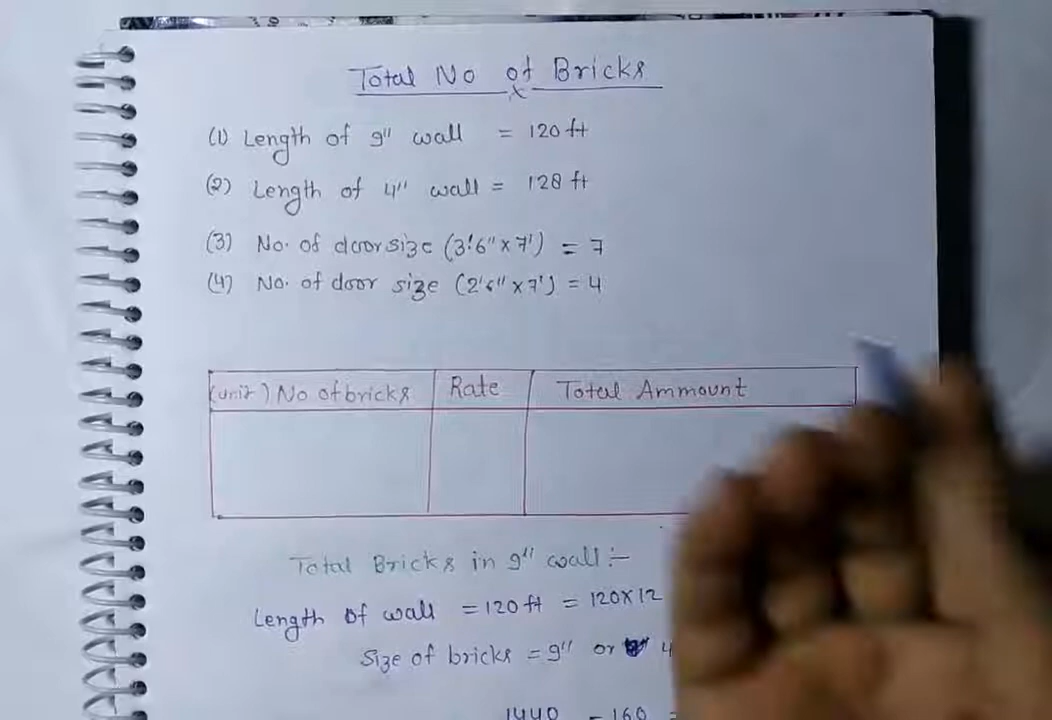 Total No of Bricks
(1) Length of 9" wall = 120 ft
(2) Length of 4" wall = 128 ft
(3) No. of door size (3'6" x 7') = 7
(4) No. of door size (2'6" x 7') = 4
(unit) No of bricks Rate Total Ammount
Total Bricks in 9" wall :-
Length of wall = 120 ft = 120 x 12
Size of bricks = 9" or 4
1440 = 160 =